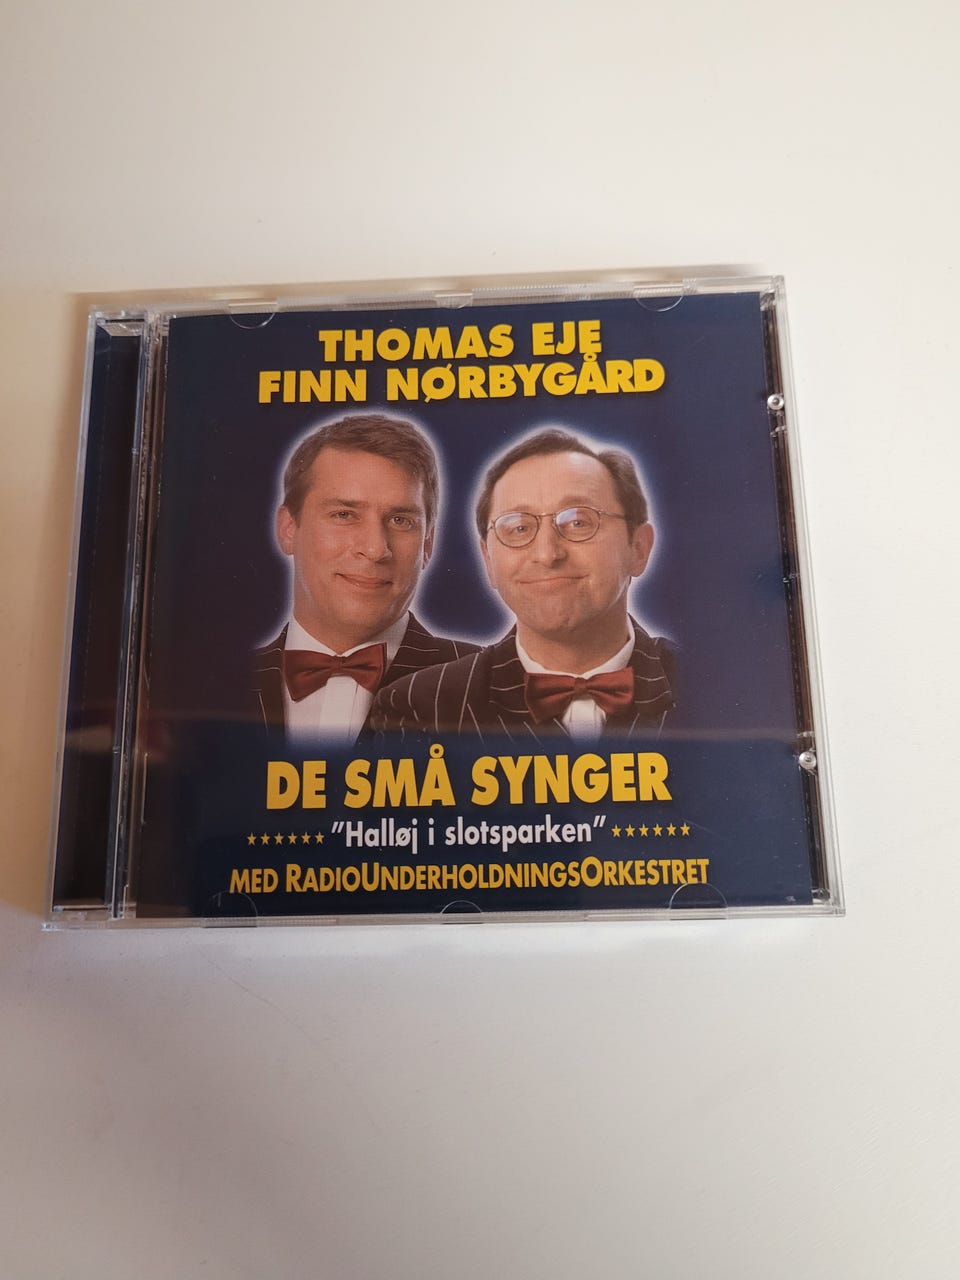 THOMAS EJE
FINN NØRBYGÅRD
DE SMÅ SYNGER
★★★★★★ "Halløj i slotsparken" ★★★★★★
MED RADIOUNDERHOLDNINGSORKESTRET